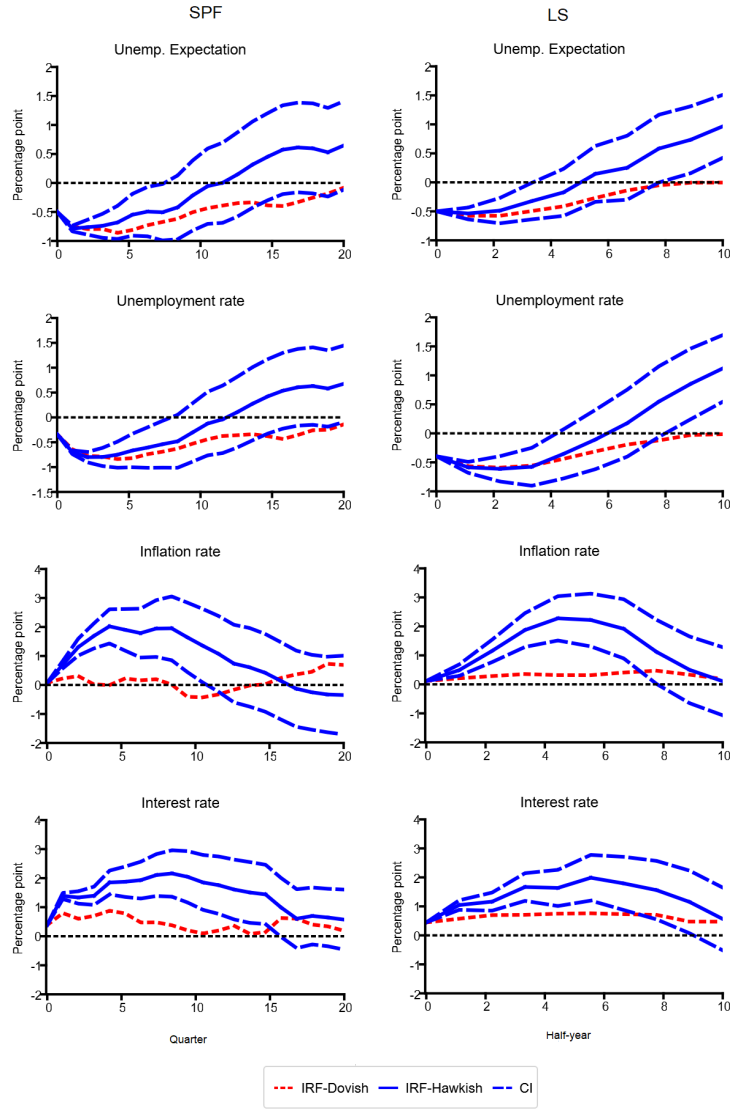 SPF LS
Unemp. Expectation Unemp. Expectation
Percentage point Percentage point
2 1.5 1 0.5 0 -0.5 -1
0 5 10 15 20
2 1.5 1 0.5 0 -0.5 -1
0 2 4 6 8 10
Unemployment rate Unemployment rate
Percentage point Percentage point
2 1.5 1 0.5 0 -0.5 -1 -1.5
0 5 10 15 20
2 1.5 1 0.5 0 -0.5 -1
0 2 4 6 8 10
Inflation rate Inflation rate
Percentage point Percentage point
4 3 2 1 0 -1 -2
0 5 10 15 20
4 3 2 1 0 -1 -2
0 2 4 6 8 10
Interest rate Interest rate
Percentage point Percentage point
4 3 2 1 0 -1 -2
0 5 10 15 20
4 3 2 1 0 -1 -2
0 2 4 6 8 10
Quarter Half-year
IRF-Dovish IRF-Hawkish CI